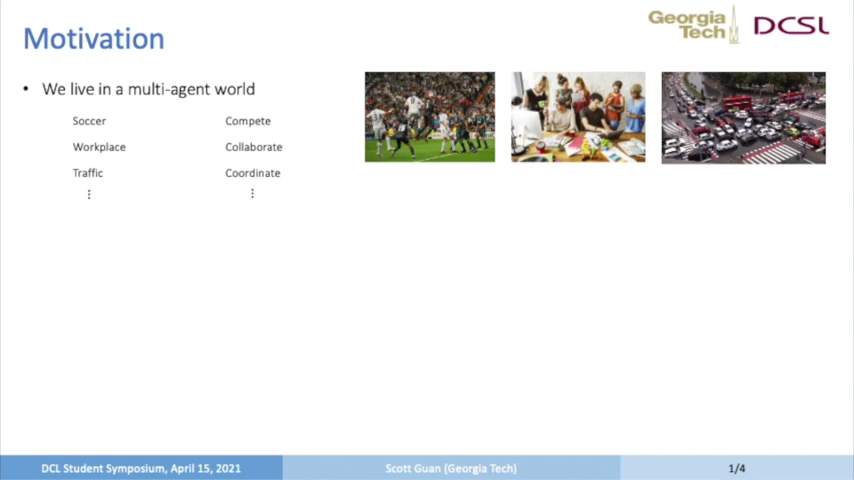 Motivation
Georgia
Tech
DCSL
• We live in a multi-agent world
Soccer Compete
Workplace Collaborate
Traffic Coordinate
⋮ ⋮
DCL Student Symposium, April 15, 2021 Scott Guan (Georgia Tech) 1/4